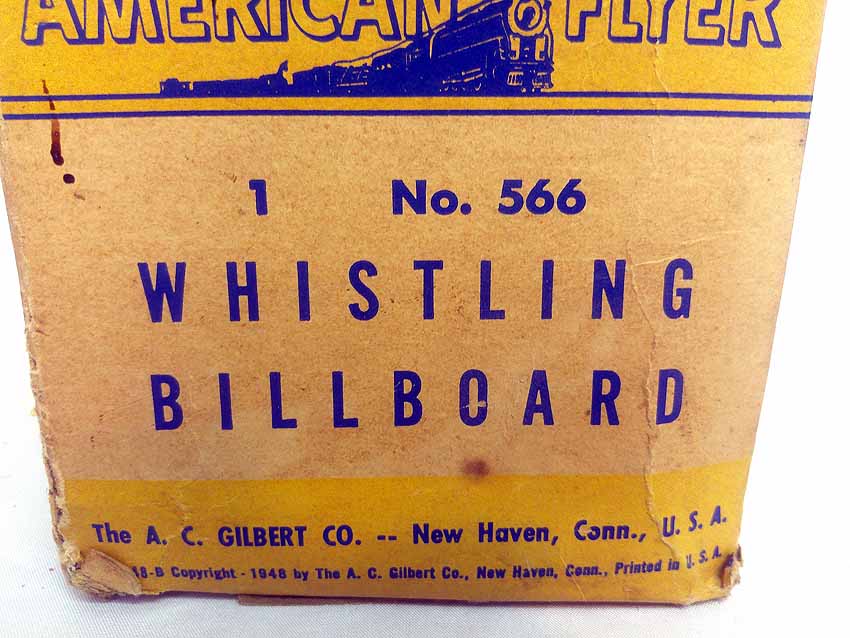 AMERICAN FLYER
1 No. 566
WHISTLING
BILLBOARD
The A. C. GILBERT CO. -- New Haven, Conn., U. S. A.
48-B Copyright - 1948 by The A. C. Gilbert Co., New Haven, Conn., Printed in U. S. A.